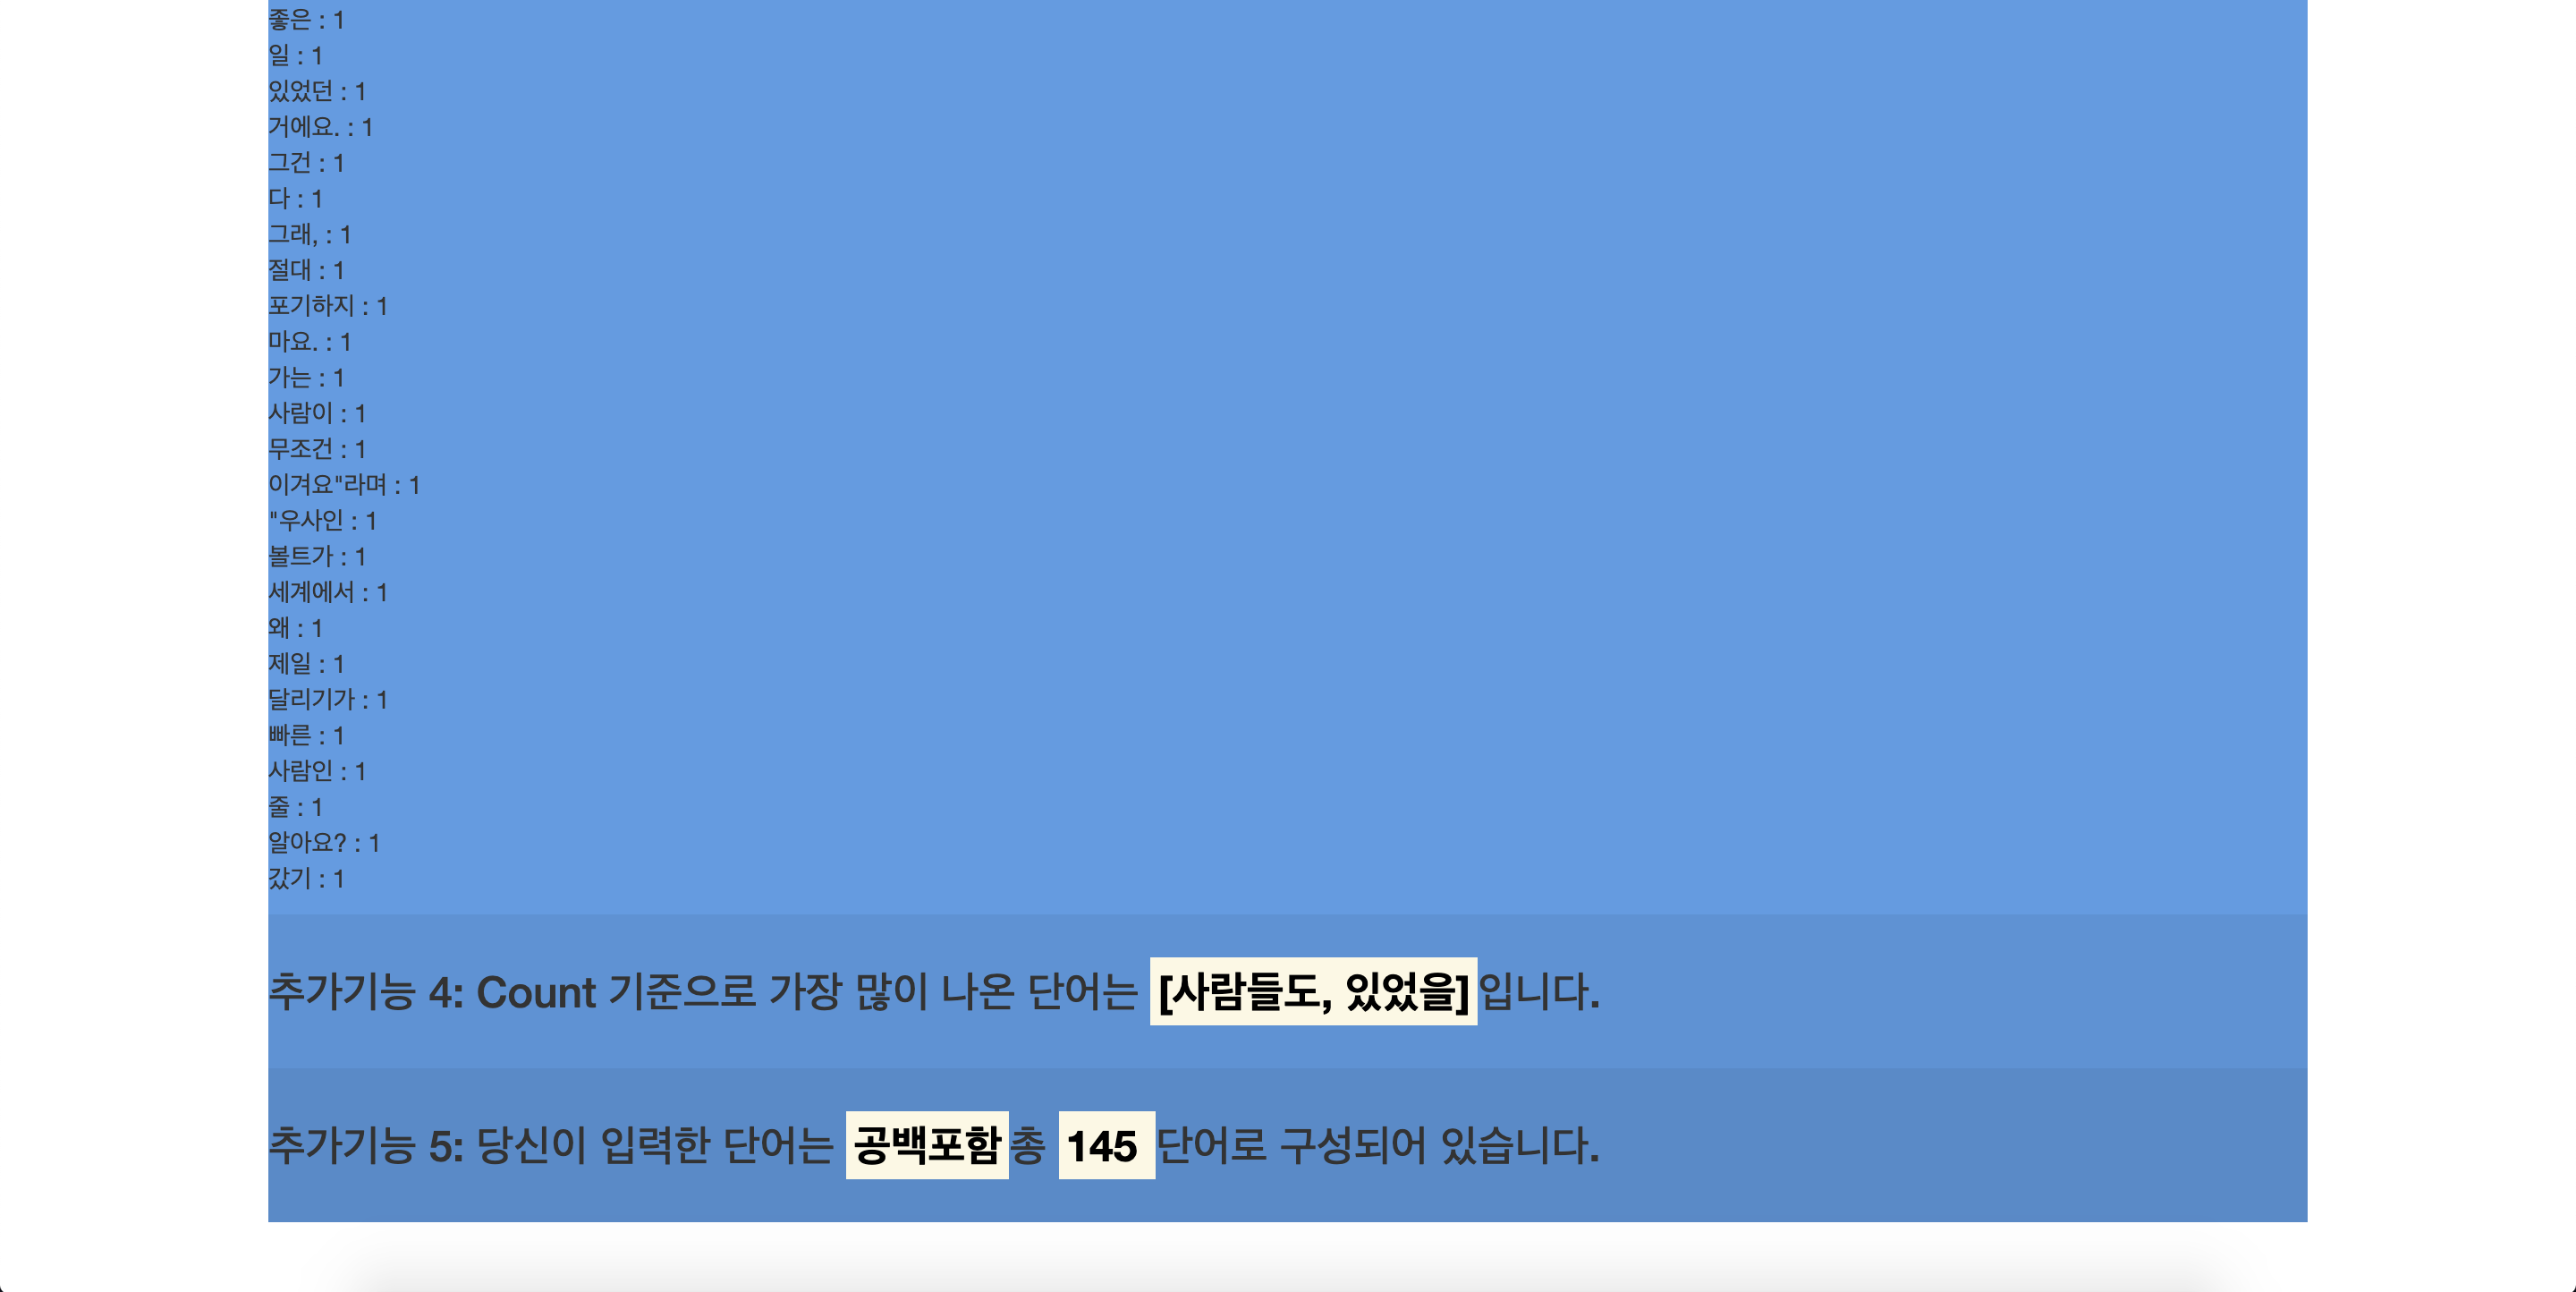 좋은 : 1
일 : 1
있었던 : 1
거에요. : 1
그건 : 1
다 : 1
그래, : 1
절대 : 1
포기하지 : 1
마요. : 1
가는 : 1
사람이 : 1
무조건 : 1
이겨요"라며 : 1
"우사인 : 1
볼트가 : 1
세계에서 : 1
왜 : 1
제일 : 1
달리기가 : 1
빠른 : 1
사람인 : 1
줄 : 1
알아요? : 1
갔기 : 1
추가기능 4: Count 기준으로 가장 많이 나온 단어는 [사람들도, 있었을]입니다.
추가기능 5: 당신이 입력한 단어는 공백포함총 145 단어로 구성되어 있습니다.